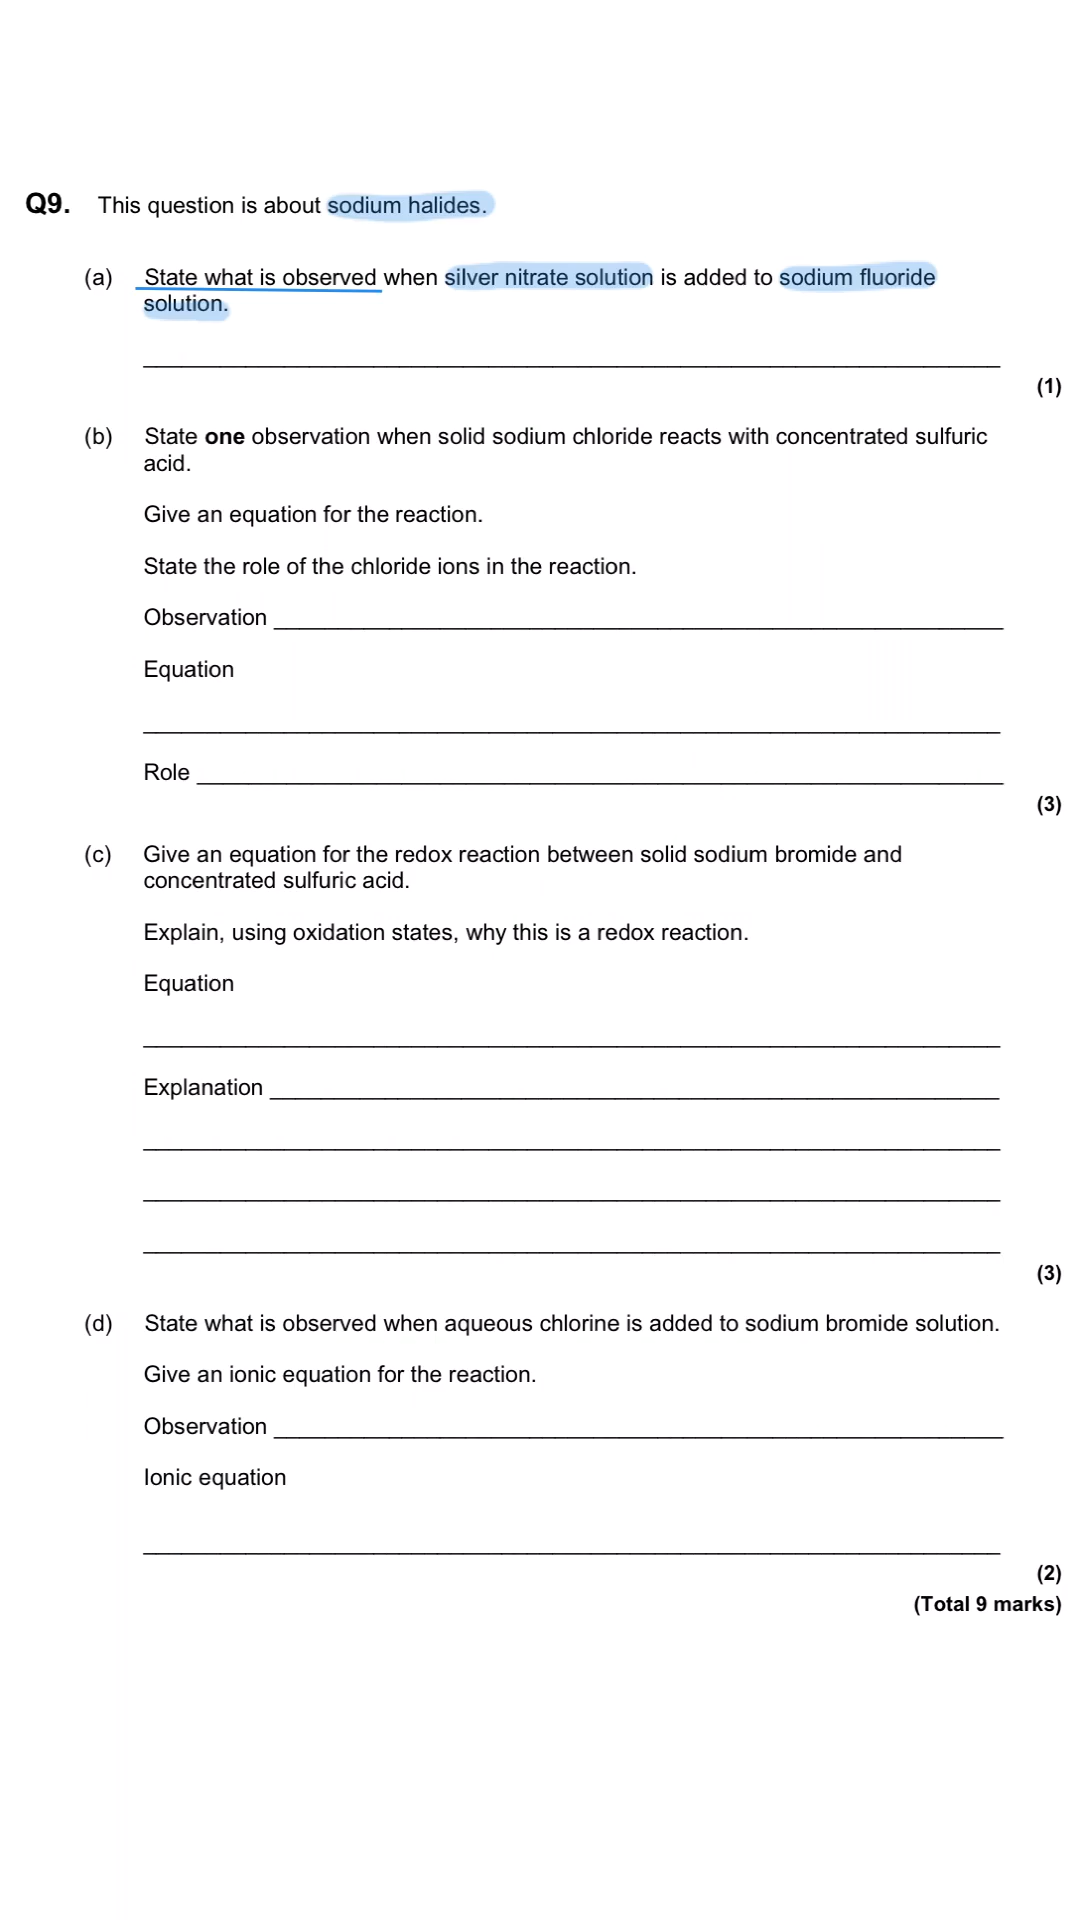 Q9. This question is about sodium halides.
(a) State what is observed when silver nitrate solution is added to sodium fluoride
solution.
(1)
(b) State one observation when solid sodium chloride reacts with concentrated sulfuric
acid.
Give an equation for the reaction.
State the role of the chloride ions in the reaction.
Observation
Equation
Role
(3)
(c) Give an equation for the redox reaction between solid sodium bromide and
concentrated sulfuric acid.
Explain, using oxidation states, why this is a redox reaction.
Equation
Explanation
(3)
(d) State what is observed when aqueous chlorine is added to sodium bromide solution.
Give an ionic equation for the reaction.
Observation
Ionic equation
(2)
(Total 9 marks)